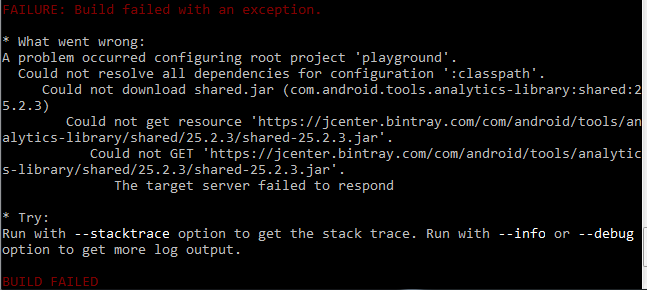 FAILURE: Build failed with an exception.
* What went wrong:
A problem occurred configuring root project 'playground'.
Could not resolve all dependencies for configuration ':classpath'.
Could not download shared.jar (com.android.tools.analytics-library:shared:2
5.2.3)
Could not get resource 'https://jcenter.bintray.com/com/android/tools/an
alytics-library/shared/25.2.3/shared-25.2.3.jar'.
Could not GET 'https://jcenter.bintray.com/com/android/tools/analytic
s-library/shared/25.2.3/shared-25.2.3.jar'.
The target server failed to respond
* Try:
Run with --stacktrace option to get the stack trace. Run with --info or --debug
option to get more log output.
BUILD FAILED